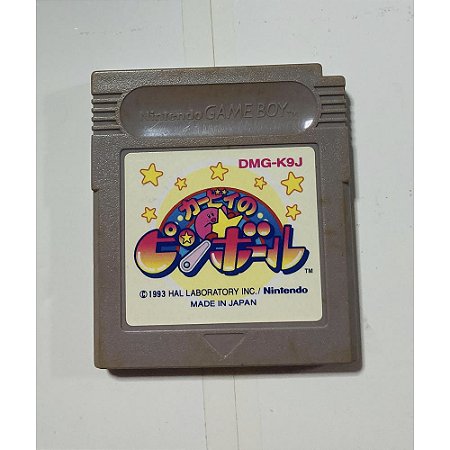 Nintendo GAME BOY
DMG-K9J
カービィの
ピンボール
TM
©1993 HAL LABORATORY INC./ Nintendo
MADE IN JAPAN